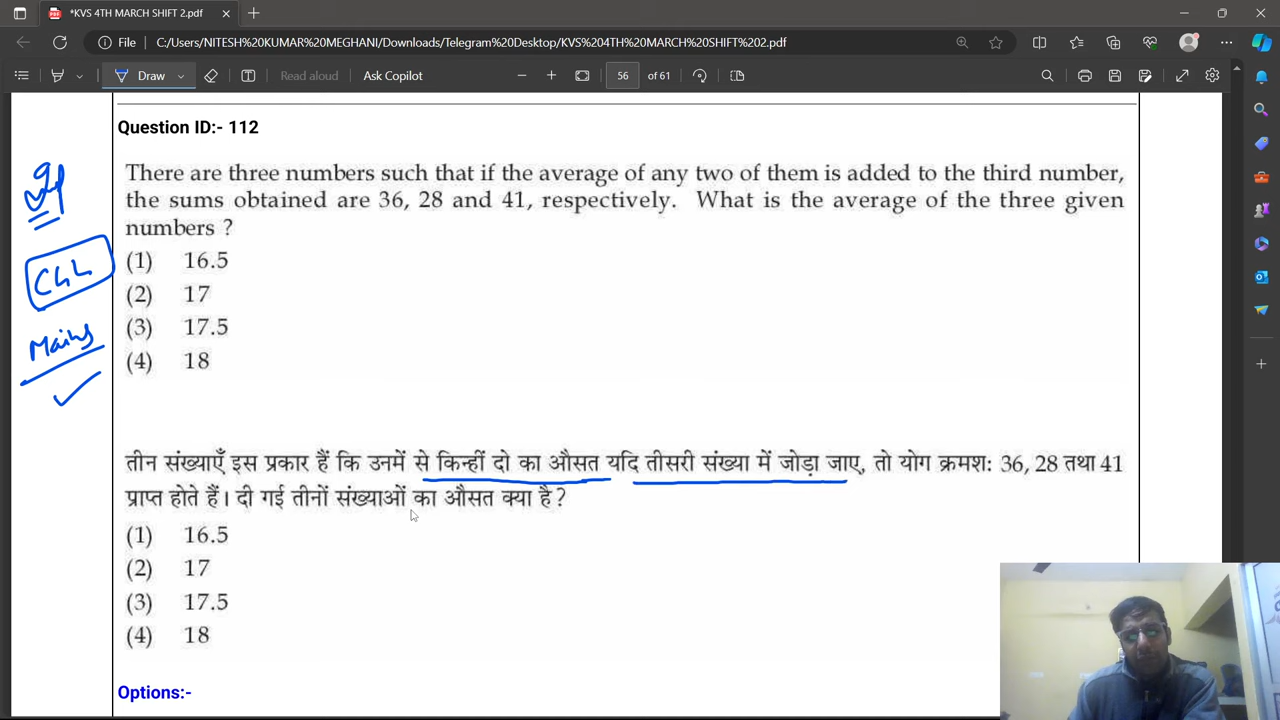 *KVS 4TH MARCH SHIFT 2.pdf
File C:/Users/NITESH%20KUMAR%20MEGHANI/Downloads/Telegram%20Desktop/KVS%204TH%20MARCH%20SHIFT%202.pdf
Draw Read aloud Ask Copilot 56 of 61
Question ID:- 112
There are three numbers such that if the average of any two of them is added to the third number,
the sums obtained are 36, 28 and 41, respectively. What is the average of the three given
numbers ?
(1) 16.5
(2) 17
(3) 17.5
(4) 18
Mains
तीन संख्याएँ इस प्रकार हैं कि उनमें से किन्हीं दो का औसत यदि तीसरी संख्या में जोड़ा जाए, तो योग क्रमश: 36, 28 तथा 41
प्राप्त होते हैं। दी गई तीनों संख्याओं का औसत क्या है?
(1) 16.5
(2) 17
(3) 17.5
(4) 18
Options:-